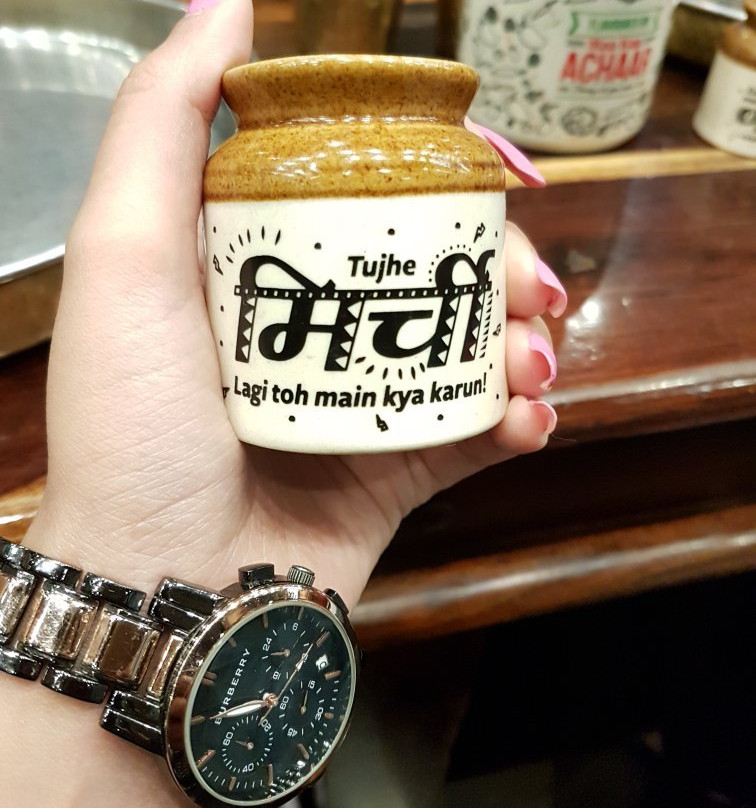 Tujhe
मिर्ची
Lagi toh main kya karun!
ACHAAR
BURBERRY